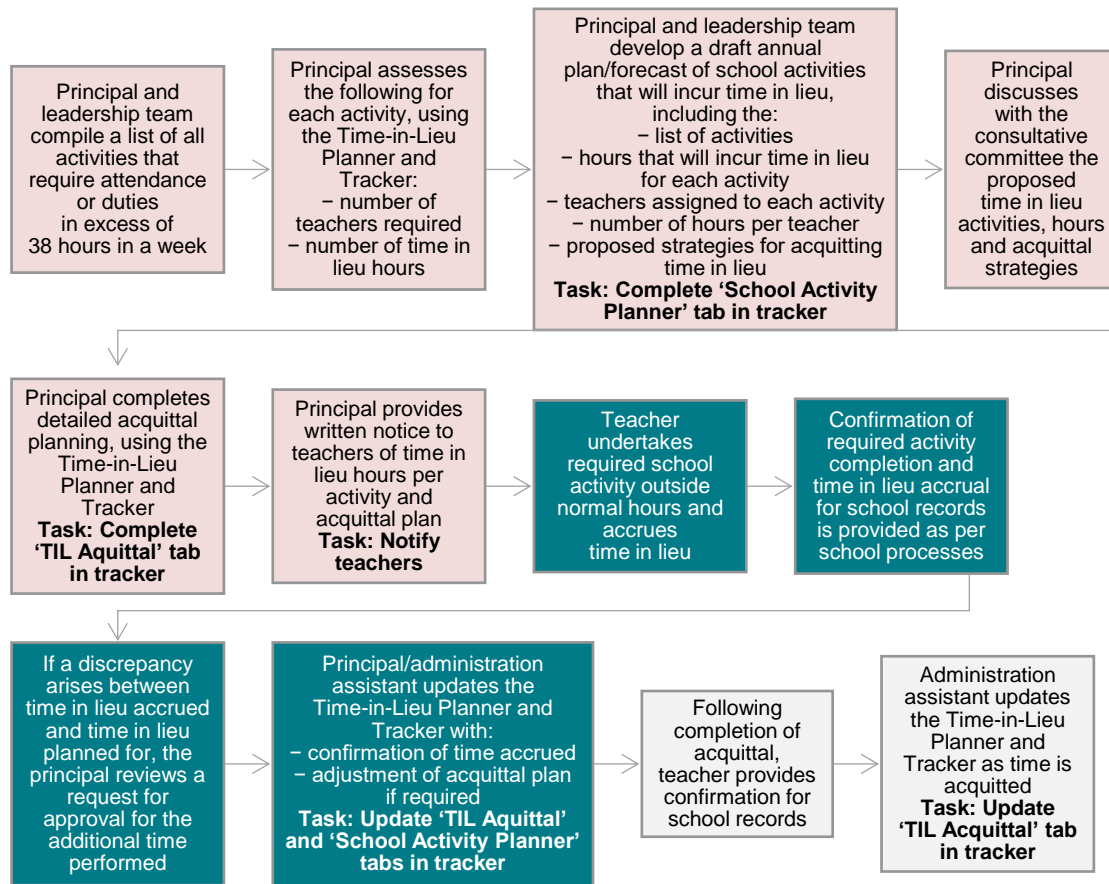 Principal and
leadership team
compile a list of all
activities that
require attendance
or duties
in excess of
38 hours in a week
Principal assesses
the following for
each activity, using
the Time-in-Lieu
Planner and
Tracker:
− number of
teachers required
− number of time in
lieu hours
Principal and leadership team
develop a draft annual
plan/forecast of school activities
that will incur time in lieu,
including the:
− list of activities
− hours that will incur time in lieu
for each activity
− teachers assigned to each activity
− number of hours per teacher
− proposed strategies for acquitting
time in lieu
Task: Complete ‘School Activity
Planner’ tab in tracker
Principal
discusses
with the
consultative
committee the
proposed
time in lieu
activities, hours
and acquittal
strategies
Principal completes
detailed acquittal
planning, using the
Time-in-Lieu
Planner and
Tracker
Task: Complete
‘TIL Aquittal’ tab
in tracker
Principal provides
written notice to
teachers of time in
lieu hours per
activity and
acquittal plan
Task: Notify
teachers
Teacher
undertakes
required school
activity outside
normal hours and
accrues
time in lieu
Confirmation of
required activity
completion and
time in lieu accrual
for school records
is provided as per
school processes
If a discrepancy
arises between
time in lieu accrued
and time in lieu
planned for, the
principal reviews a
request for
approval for the
additional time
performed
Principal/administration
assistant updates the
Time-in-Lieu Planner and
Tracker with:
− confirmation of time accrued
− adjustment of acquittal plan
if required
Task: Update ‘TIL Aquittal’
and ‘School Activity Planner’
tabs in tracker
Following
completion of
acquittal,
teacher provides
confirmation for
school records
Administration
assistant updates
the Time-in-Lieu
Planner and
Tracker as time is
acquitted
Task: Update
‘TIL Acquittal’ tab
in tracker